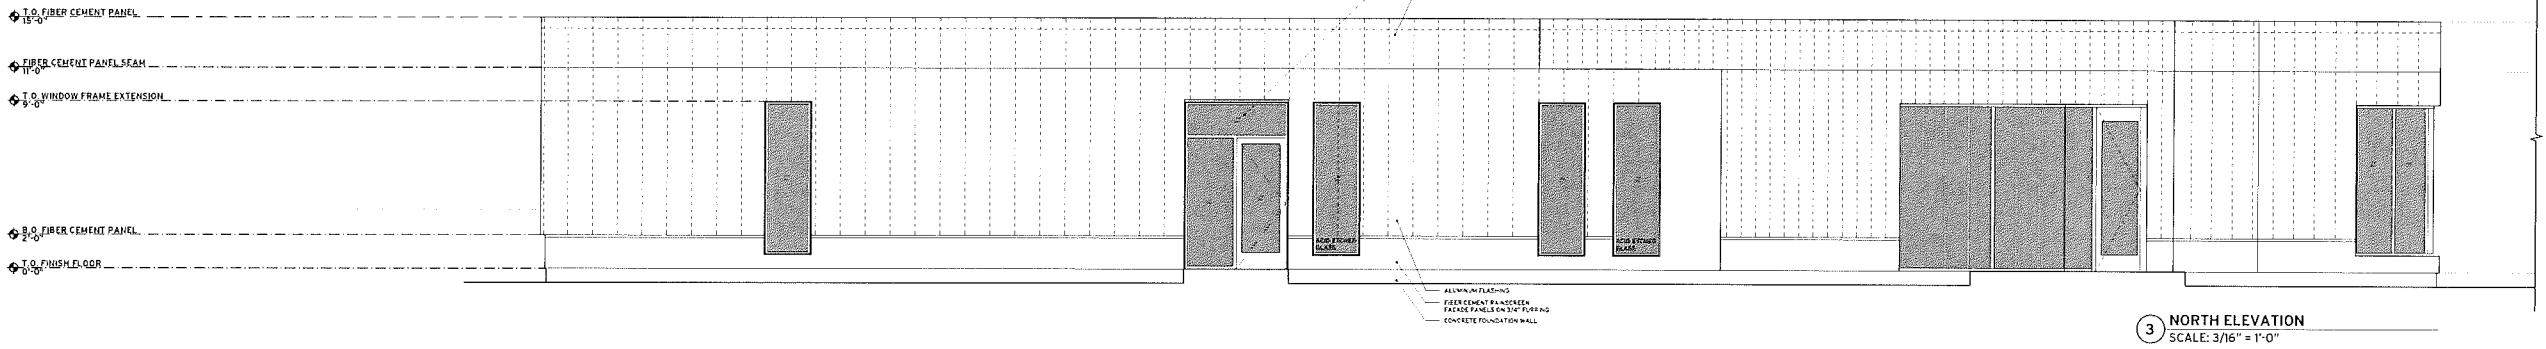 T.O. FIBER CEMENT PANEL
15'-0"
FIBER CEMENT PANEL SEAM
11'-0"
T.O. WINDOW FRAME EXTENSION
9'-0"
B.O. FIBER CEMENT PANEL
2'-0"
T.O. FINISH FLOOR
0'-0"
ACID ETCHED
GLASS
ACID ETCHED
GLASS
ALUMINUM FLASHING
FIBER CEMENT RAINSCREEN
FACADE PANELS ON 3/4" FURRING
CONCRETE FOUNDATION WALL
3 NORTH ELEVATION
SCALE: 3/16" = 1'-0"